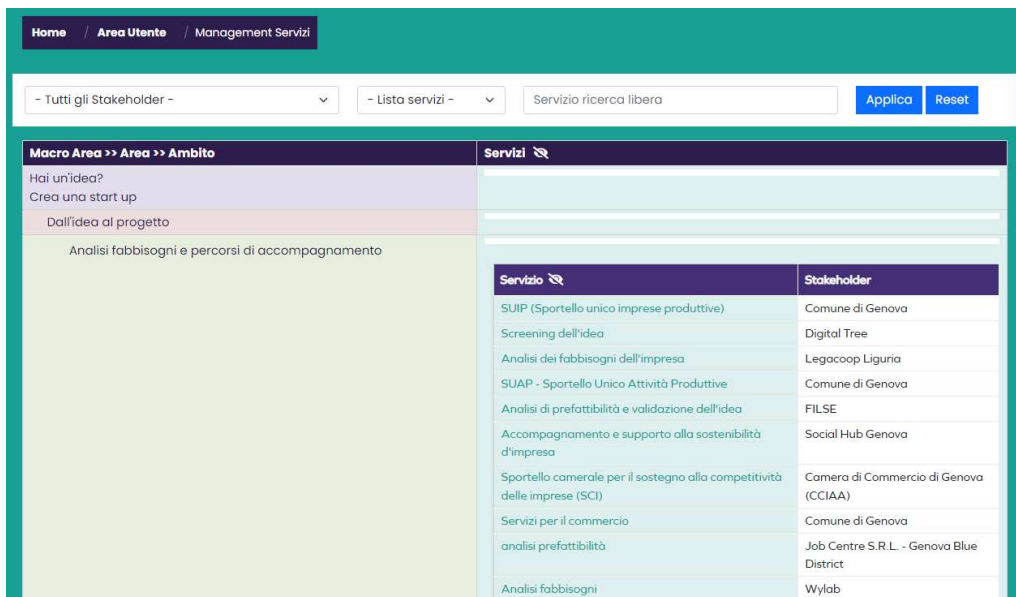 Home / Area Utente / Management Servizi
- Tutti gli Stakeholder - - Lista servizi - Servizio ricerca libera Applica Reset
Macro Area >> Area >> Ambito Servizi
Hai un'idea?
Crea una start up
Dall'idea al progetto
Analisi fabbisogni e percorsi di accompagnamento
Servizio Stakeholder
SUIP (Sportello unico imprese produttive) Comune di Genova
Screening dell'idea Digital Tree
Analisi dei fabbisogni dell'impresa Legacoop Liguria
SUAP - Sportello Unico Attività Produttive Comune di Genova
Analisi di prefattibilità e validazione dell'idea FILSE
Accompagnamento e supporto alla sostenibilità Social Hub Genova
d'impresa
Sportello camerale per il sostegno alla competitività Camera di Commercio di Genova
delle imprese (SCI) (CCIAA)
Servizi per il commercio Comune di Genova
analisi prefattibilità Job Centre S.R.L. - Genova Blue
District
Analisi fabbisogni Wylab